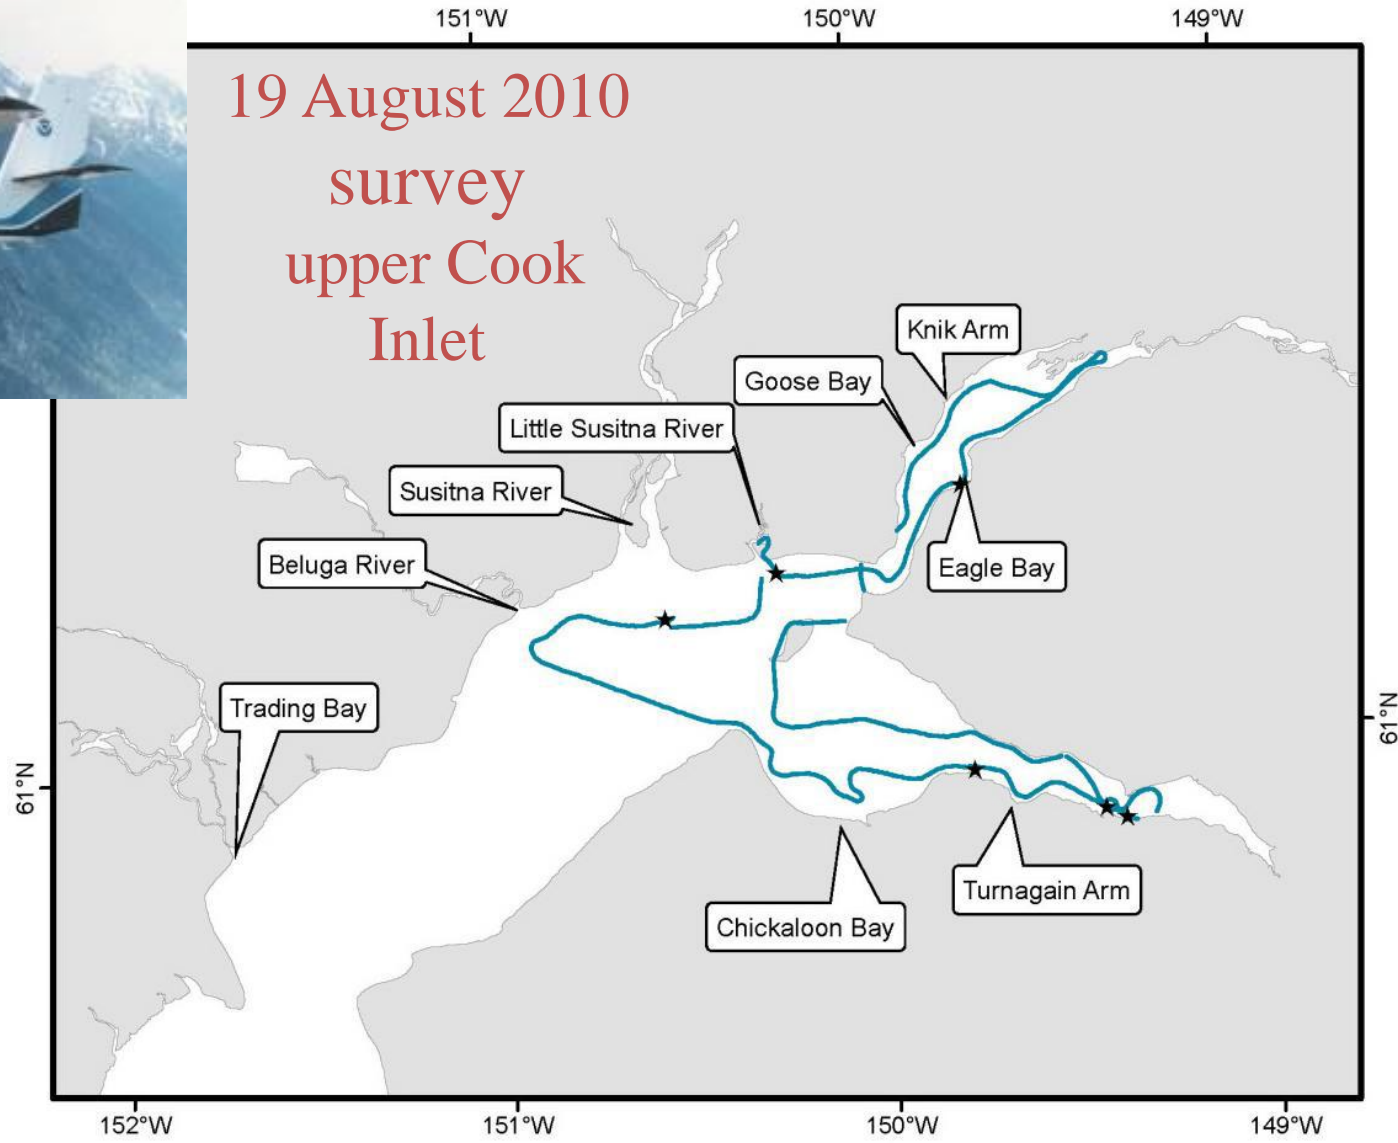 151°W
150°W
149°W
19 August 2010
survey
upper Cook
Inlet
Knik Arm
Goose Bay
Little Susitna River
Susitna River
Beluga River
Eagle Bay
Trading Bay
61°N
61°N
Turnagain Arm
Chickaloon Bay
152°W
151°W
150°W
149°W